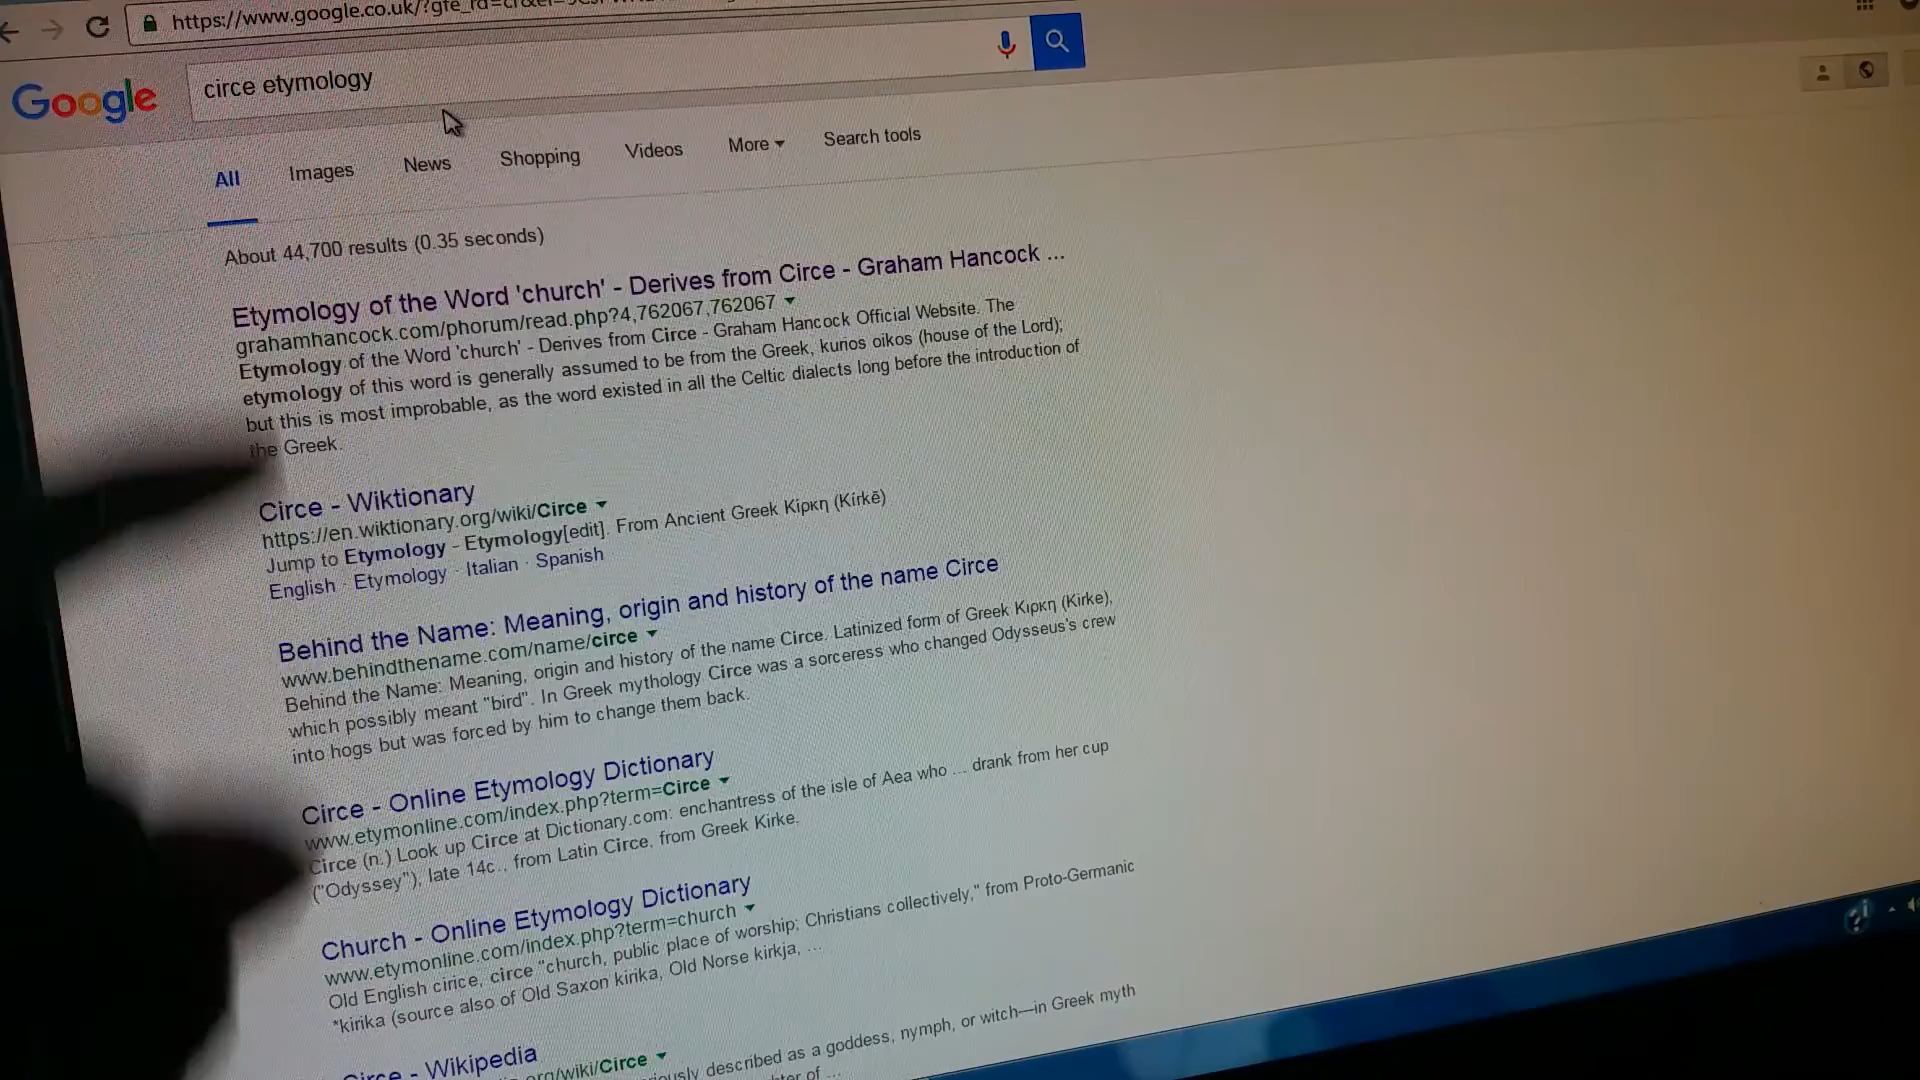 https://www.google.co.uk/?gfe_rd=cr&ei=
Google
circe etymology
All Images News Shopping Videos More Search tools
About 44,700 results (0.35 seconds)
Etymology of the Word 'church' - Derives from Circe - Graham Hancock ...
grahamhancock.com/phorum/read.php?4,762067,762067
Etymology of the Word 'church' - Derives from Circe - Graham Hancock Official Website. The
etymology of this word is generally assumed to be from the Greek, kurios oikos (house of the Lord);
but this is most improbable, as the word existed in all the Celtic dialects long before the introduction of
the Greek.
Circe - Wiktionary
https://en.wiktionary.org/wiki/Circe
Jump to Etymology - Etymology[edit]. From Ancient Greek Κίρκη (Kírkē)
English · Etymology · Italian · Spanish
Behind the Name: Meaning, origin and history of the name Circe
www.behindthename.com/name/circe
Behind the Name: Meaning, origin and history of the name Circe. Latinized form of Greek Κιρκη (Kirke),
which possibly meant "bird". In Greek mythology Circe was a sorceress who changed Odysseus's crew
into hogs but was forced by him to change them back.
Circe - Online Etymology Dictionary
www.etymonline.com/index.php?term=Circe
Circe (n.) Look up Circe at Dictionary.com: enchantress of the isle of Aea who ... drank from her cup
("Odyssey"), late 14c., from Latin Circe, from Greek Kirke.
Church - Online Etymology Dictionary
www.etymonline.com/index.php?term=church
Old English cirice, circe "church, public place of worship; Christians collectively," from Proto-Germanic
*kirika (source also of Old Saxon kirika, Old Norse kirkja, ...
Circe - Wikipedia
org/wiki/Circe
described as a goddess, nymph, or witch—in Greek myth
of ...